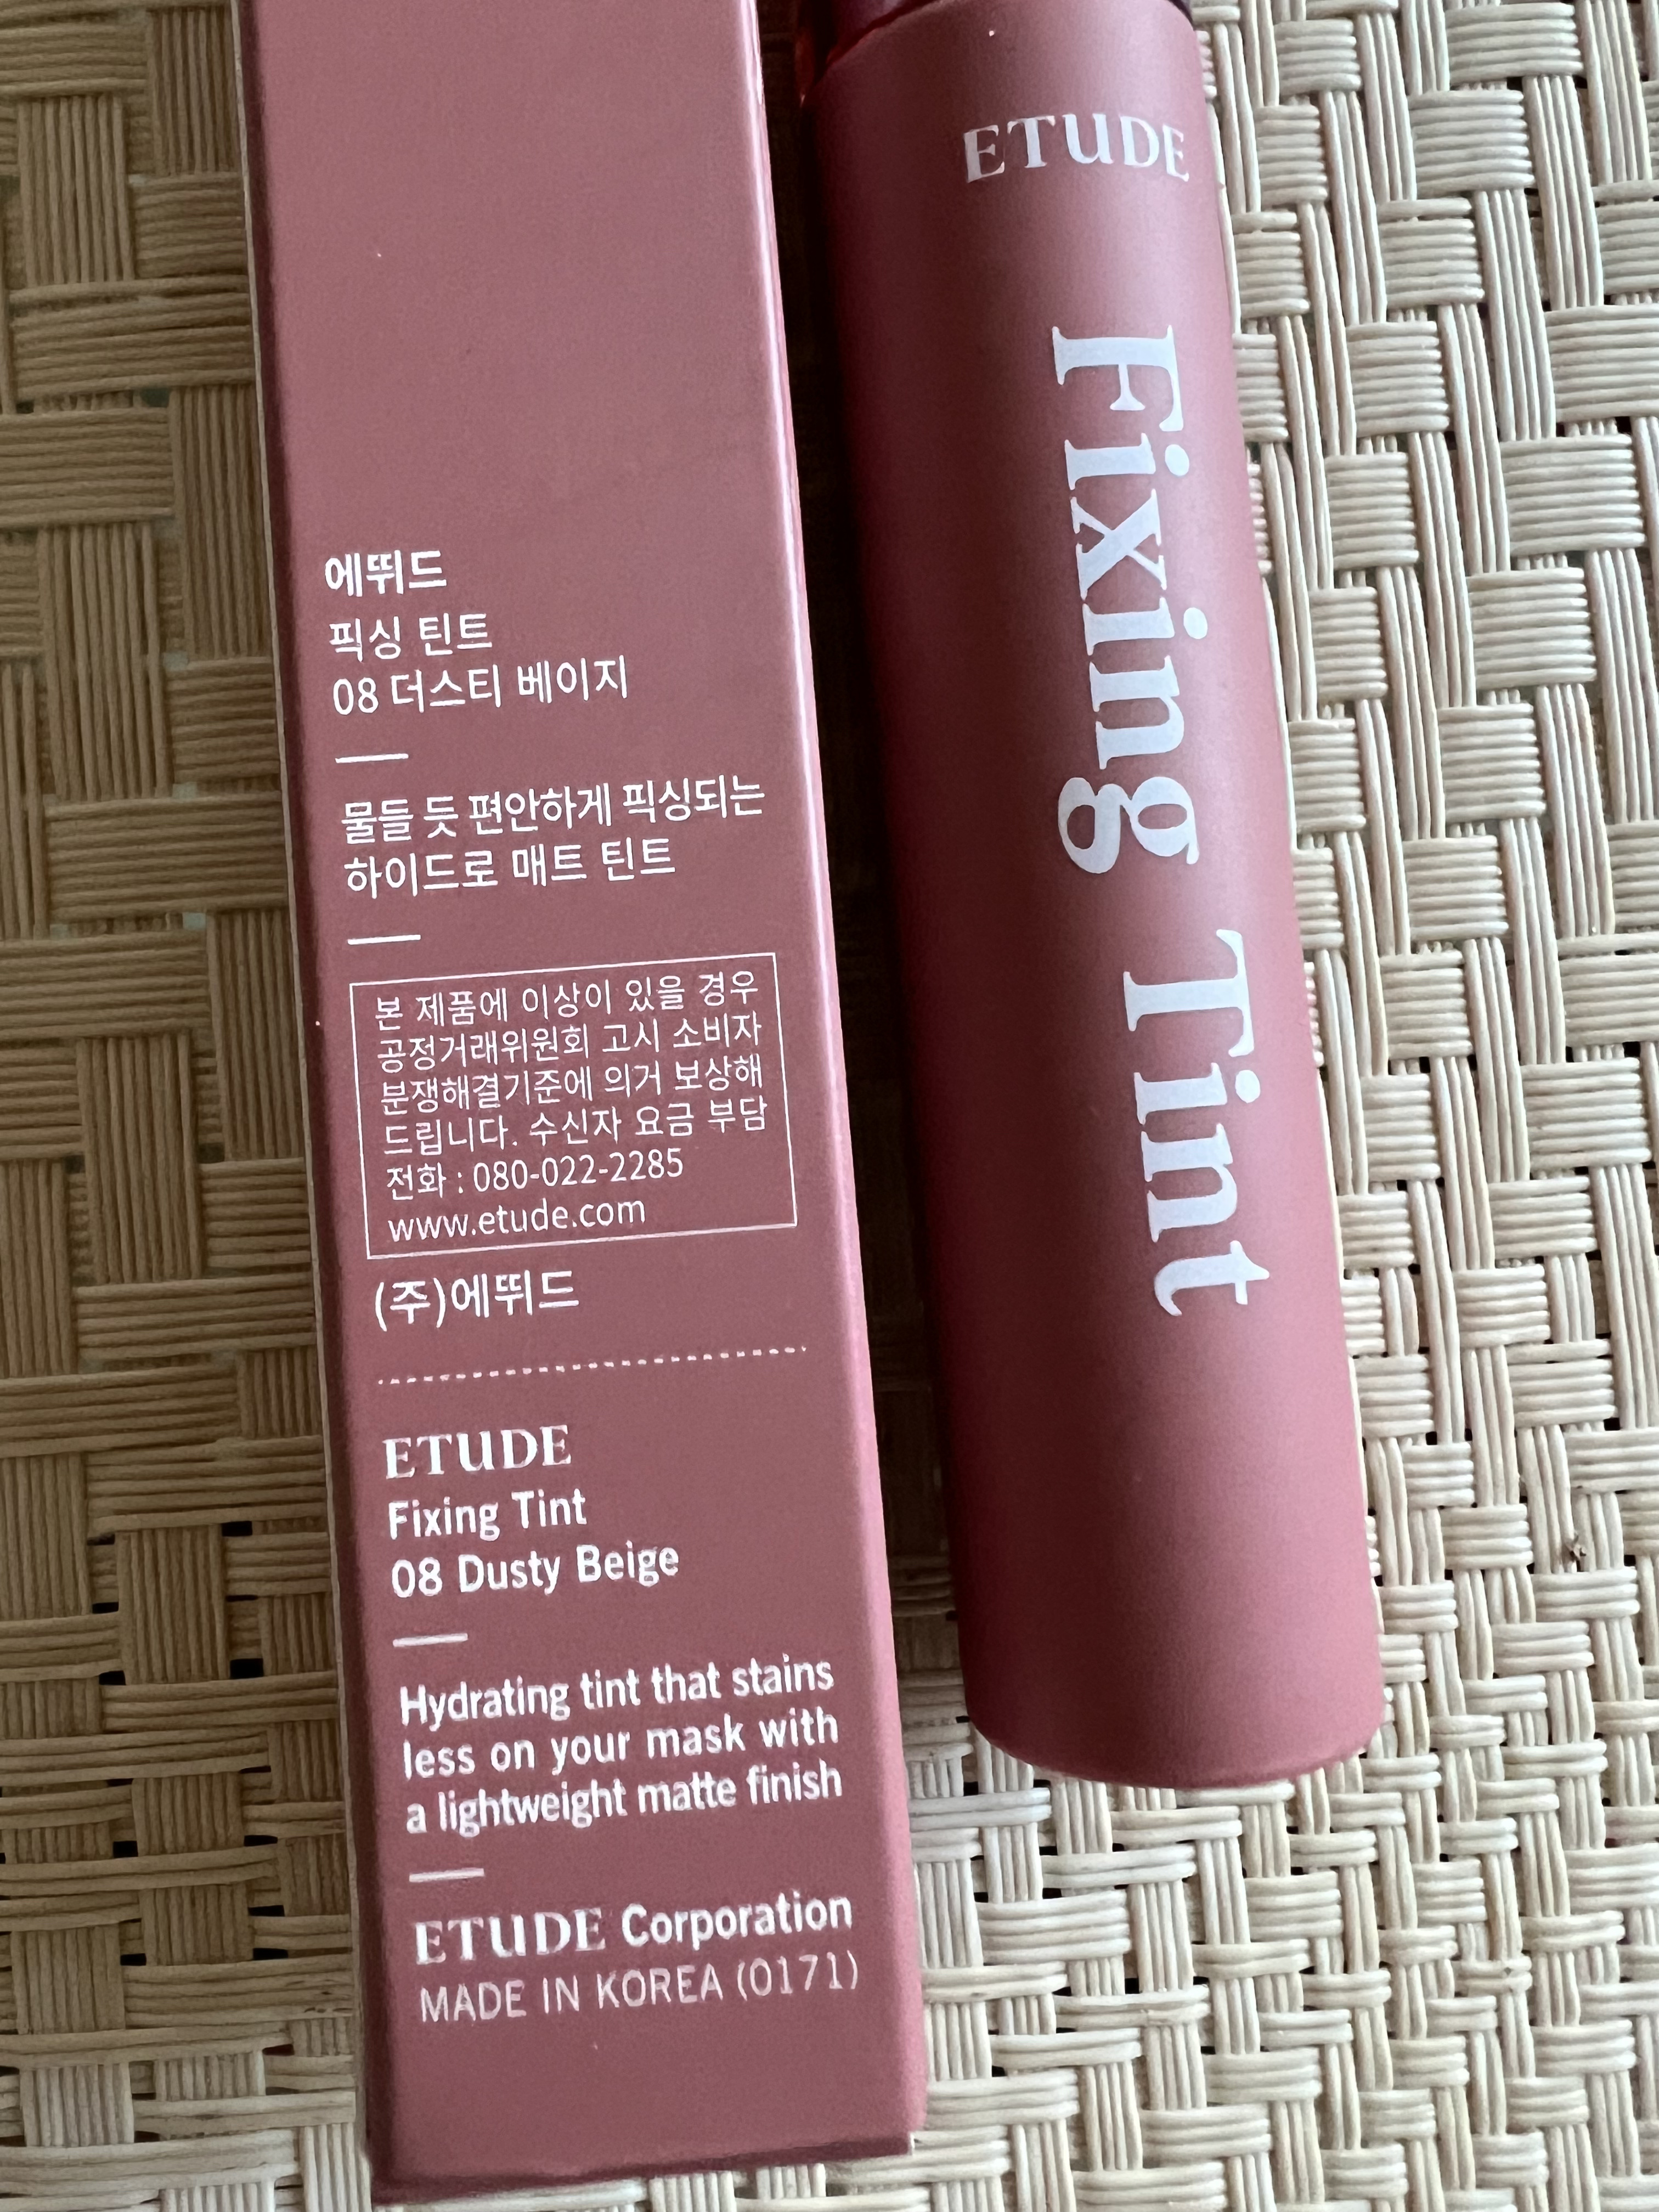 에뛰드
픽싱 틴트
08 더스티 베이지
물들 듯 편안하게 픽싱되는
하이드로 매트 틴트
본 제품에 이상이 있을 경우
공정거래위원회 고시 소비자
분쟁해결기준에 의거 보상해
드립니다. 수신자 요금 부담
전화 : 080-022-2285
www.etude.com
(주)에뛰드
ETUDE
Fixing Tint
08 Dusty Beige
Hydrating tint that stains
less on your mask with
a lightweight matte finish
ETUDE Corporation
MADE IN KOREA (0171)
ETUDE
Fixing Tint